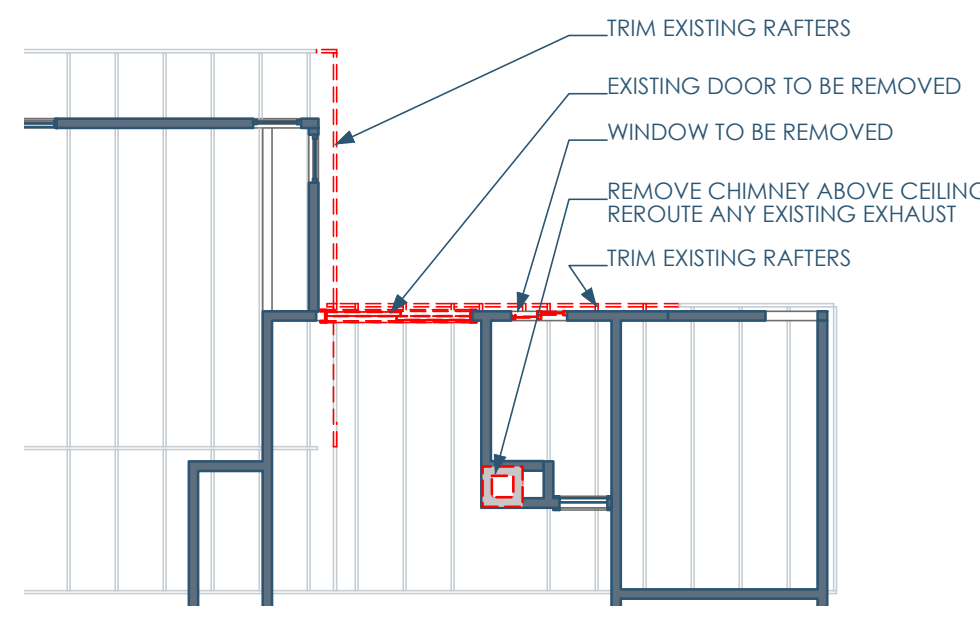 TRIM EXISTING RAFTERS
EXISTING DOOR TO BE REMOVED
WINDOW TO BE REMOVED
REMOVE CHIMNEY ABOVE CEILING
REROUTE ANY EXISTING EXHAUST
TRIM EXISTING RAFTERS